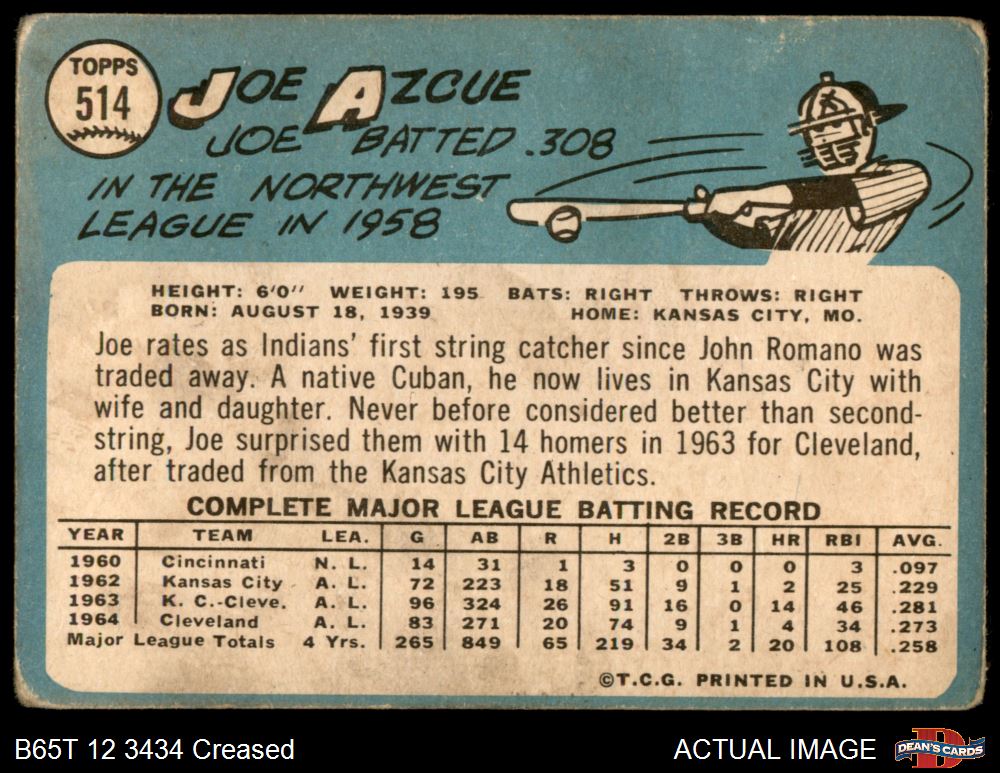 TOPPS
514
JOE AZCUE
JOE BATTED .308
IN THE NORTHWEST
LEAGUE IN 1958
HEIGHT: 6'0" WEIGHT: 195 BATS: RIGHT THROWS: RIGHT
BORN: AUGUST 18, 1939 HOME: KANSAS CITY, MO.
Joe rates as Indians' first string catcher since John Romano was
traded away. A native Cuban, he now lives in Kansas City with
wife and daughter. Never before considered better than second-
string, Joe surprised them with 14 homers in 1963 for Cleveland,
after traded from the Kansas City Athletics.
COMPLETE MAJOR LEAGUE BATTING RECORD
YEAR TEAM LEA. G AB R H 2B 3B HR RBI AVG.
1960 Cincinnati N. L. 14 31 1 3 0 0 0 3 .097
1962 Kansas City A. L. 72 223 18 51 9 1 2 25 .229
1963 K. C.-Cleve. A. L. 96 324 26 91 16 0 14 46 .281
1964 Cleveland A. L. 83 271 20 74 9 1 4 34 .273
Major League Totals 4 Yrs. 265 849 65 219 34 2 20 108 .258
©T.C.G. PRINTED IN U.S.A.
B65T 12 3434 Creased ACTUAL IMAGE
DEAN'S CARDS